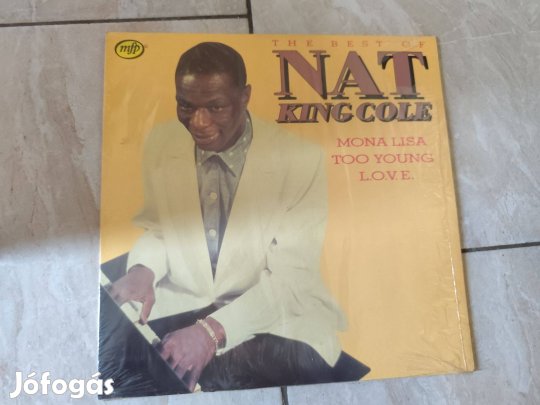 mfp
THE BEST OF
NAT
KING COLE
MONA LISA
TOO YOUNG
L.O.V.E.
Jófogás